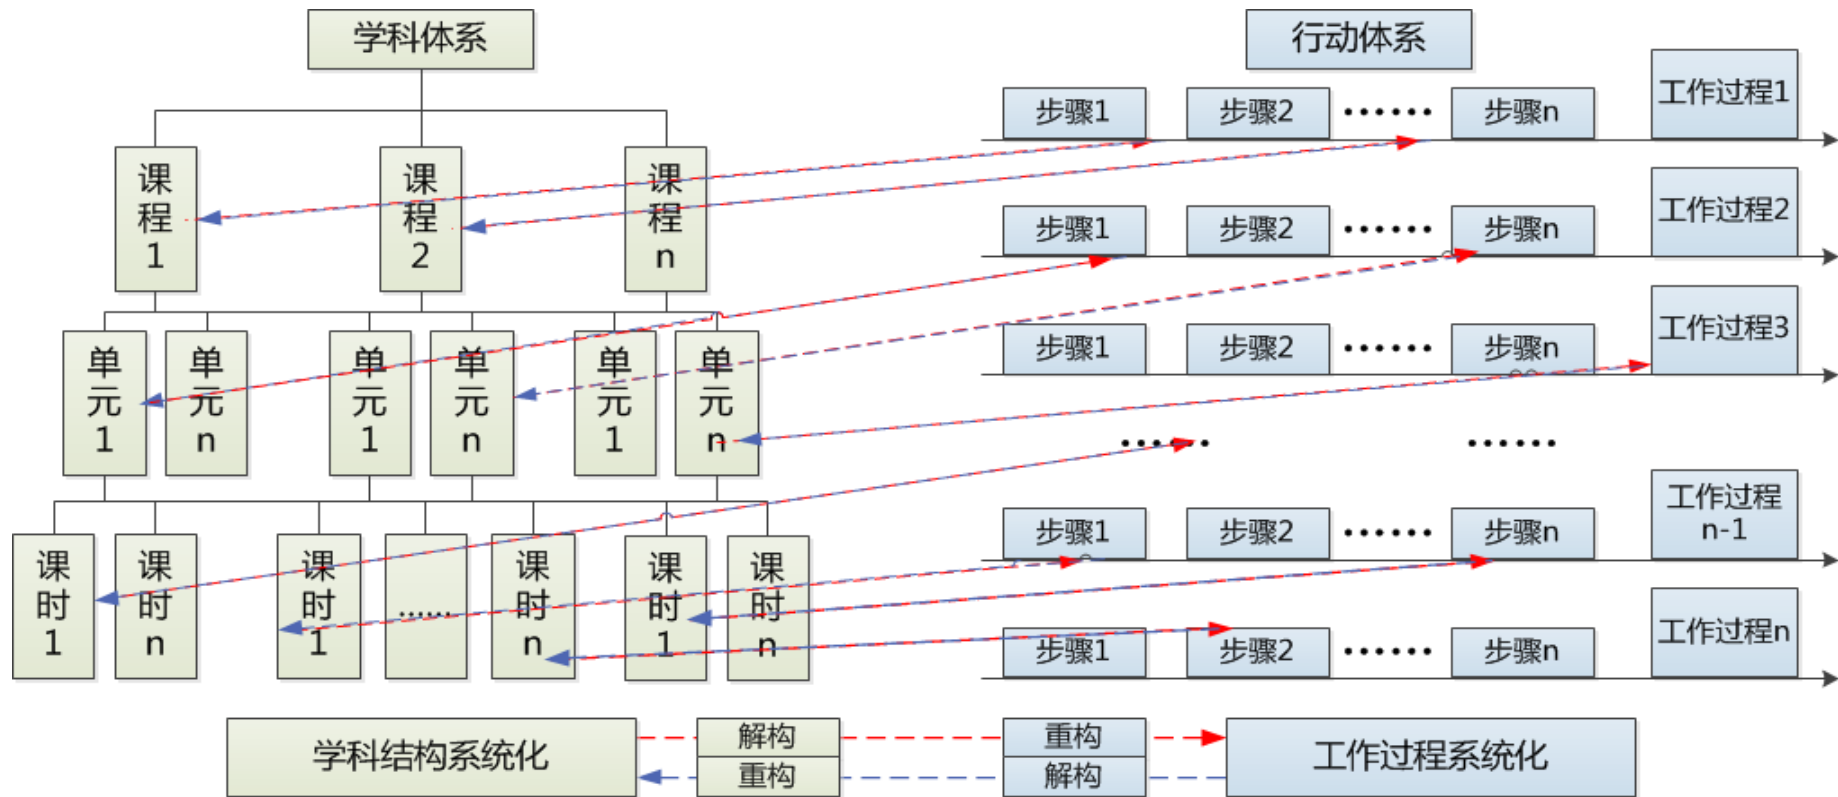 学科体系
行动体系
步骤1
步骤2
······
步骤n
工作过程1
课程1
课程2
课程n
步骤1
步骤2
······
步骤n
工作过程2
步骤1
步骤2
······
步骤n
工作过程3
单元1
单元n
单元1
单元n
单元1
单元n
······
······
步骤1
步骤2
······
步骤n
工作过程
n-1
课时1
课时n
课时1
......
课时n
课时1
课时n
步骤1
步骤2
······
步骤n
工作过程n
学科结构系统化
解构
重构
重构
解构
工作过程系统化